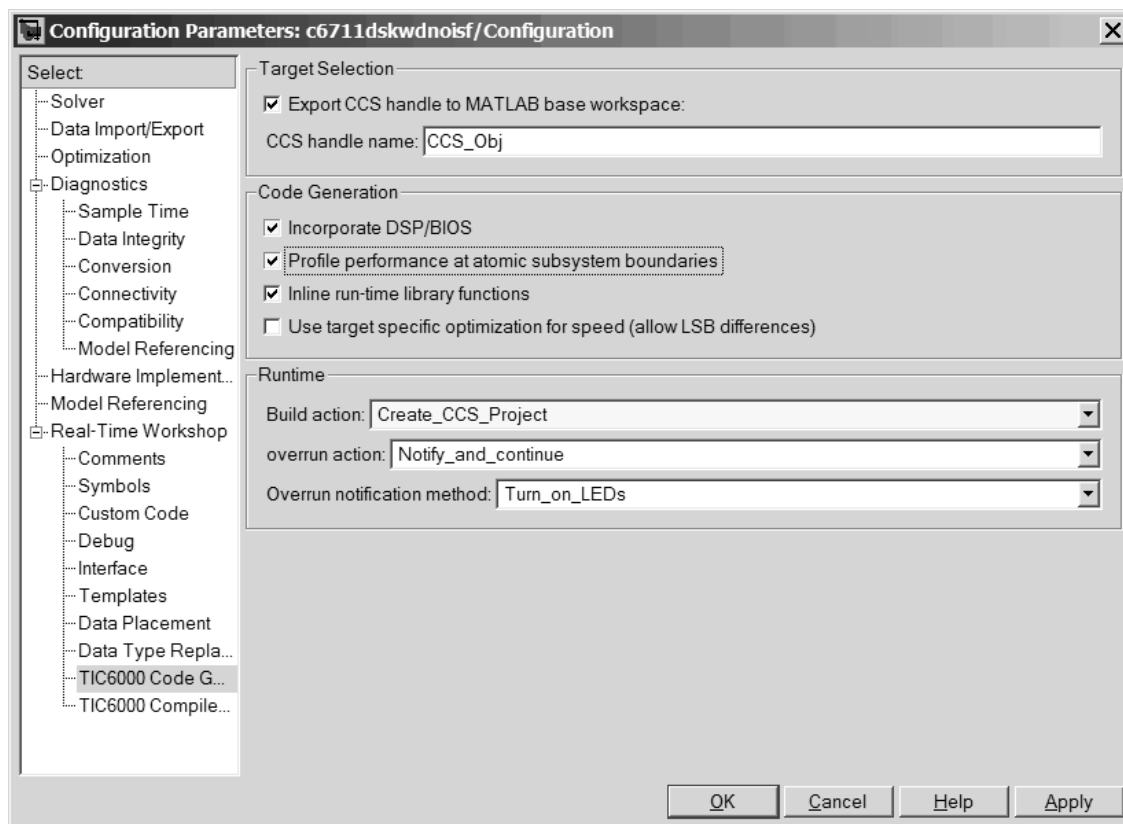 Configuration Parameters: c6711dskwdnoisf/Configuration
Select:
Solver
Data Import/Export
Optimization
Diagnostics
Sample Time
Data Integrity
Conversion
Connectivity
Compatibility
Model Referencing
Hardware Implement...
Model Referencing
Real-Time Workshop
Comments
Symbols
Custom Code
Debug
Interface
Templates
Data Placement
Data Type Repla...
TIC6000 Code G...
TIC6000 Compile...
Target Selection
Export CCS handle to MATLAB base workspace:
CCS handle name: CCS_Obj
Code Generation
Incorporate DSP/BIOS
Profile performance at atomic subsystem boundaries
Inline run-time library functions
Use target specific optimization for speed (allow LSB differences)
Runtime
Build action: Create_CCS_Project
overrun action: Notify_and_continue
Overrun notification method: Turn_on_LEDs
OK Cancel Help Apply